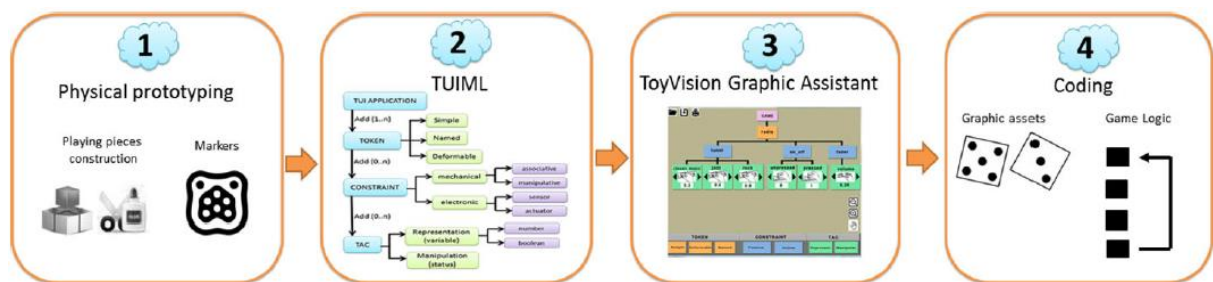 1
Physical prototyping
Playing pieces
construction
Markers
2
TUIML
TUI APPLICATION
Add (1..n)
TOKEN
Simple
Named
Deformable
Add (0..n)
CONSTRAINT
mechanical
associative
manipulative
electronic
sensor
actuator
Add (0..n)
TAC
Representation
(variable)
number
boolean
Manipulation
(status)
3
ToyVision Graphic Assistant
TOKEN
CONSTRAINT
TAC
4
Coding
Graphic assets
Game Logic